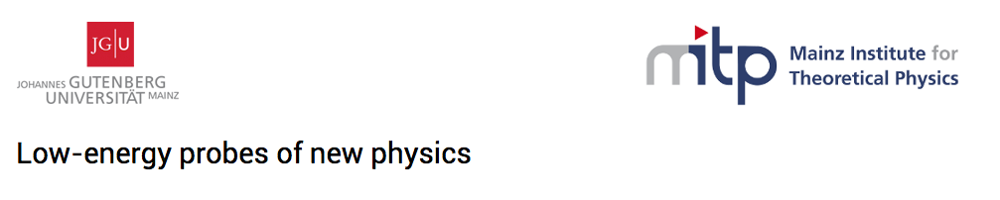 JG|U
JOHANNES GUTENBERG
UNIVERSITÄT MAINZ
mitp
Mainz Institute for
Theoretical Physics
Low-energy probes of new physics